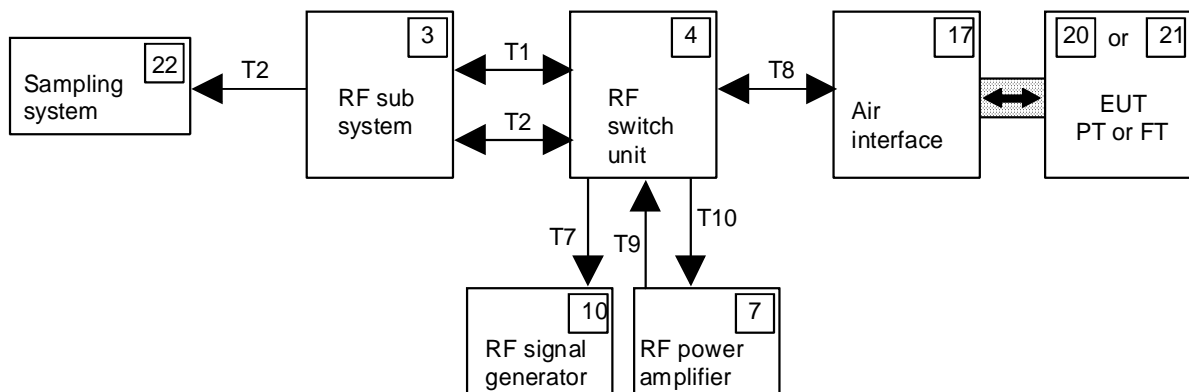 22
Sampling
system
T2
3
RF sub
system
T1
T2
4
RF
switch
unit
T8
17
Air
interface
20 or 21
EUT
PT or FT
T7
T9
T10
10
RF signal
generator
7
RF power
amplifier